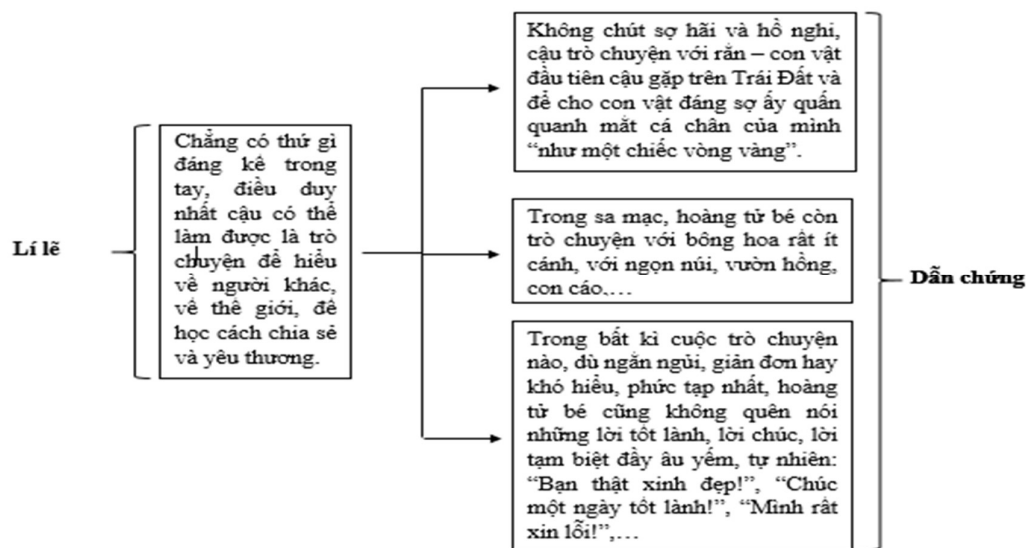 Lí lẽ
Chẳng có thứ gì
đáng kể trong
tay, điều duy
nhất cậu có thể
làm được là trò
chuyện để hiểu
về người khác,
về thế giới, để
học cách chia sẻ
và yêu thương.
Không chút sợ hãi và hồ nghi,
cậu trò chuyện với rắn – con vật
đầu tiên cậu gặp trên Trái Đất và
để cho con vật đáng sợ ấy quấn
quanh mắt cá chân của mình
“như một chiếc vòng vàng”.
Trong sa mạc, hoàng tử bé còn
trò chuyện với bông hoa rất ít
cánh, với ngọn núi, vườn hồng,
con cáo,…
Trong bất kì cuộc trò chuyện
nào, dù ngắn ngủi, giản đơn hay
khó hiểu, phức tạp nhất, hoàng
tử bé cũng không quên nói
những lời tốt lành, lời chúc, lời
tạm biệt đầy âu yếm, tự nhiên:
“Bạn thật xinh đẹp!”, “Chúc
một ngày tốt lành!”, “Mình rất
xin lỗi!”,…
Dẫn chứng